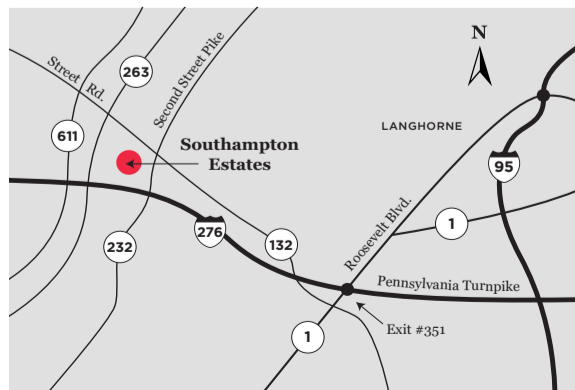 N
263
Street Rd.
Second Street Pike
611
Southampton
Estates
LANGHORNE
95
232
276
132
Roosevelt Blvd.
1
Pennsylvania Turnpike
Exit #351
1